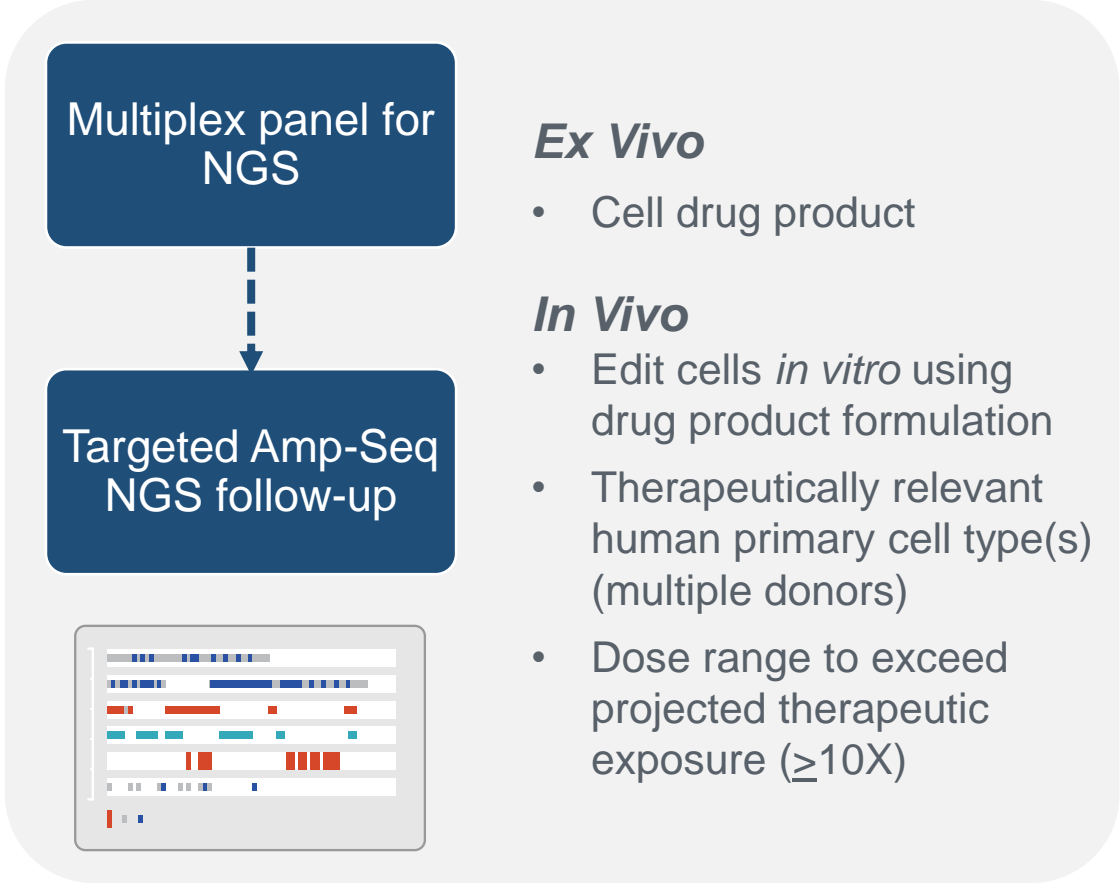 Multiplex panel for
NGS
Targeted Amp-Seq
NGS follow-up
Ex Vivo
• Cell drug product
In Vivo
• Edit cells in vitro using
drug product formulation
• Therapeutically relevant
human primary cell type(s)
(multiple donors)
• Dose range to exceed
projected therapeutic
exposure (≥10X)